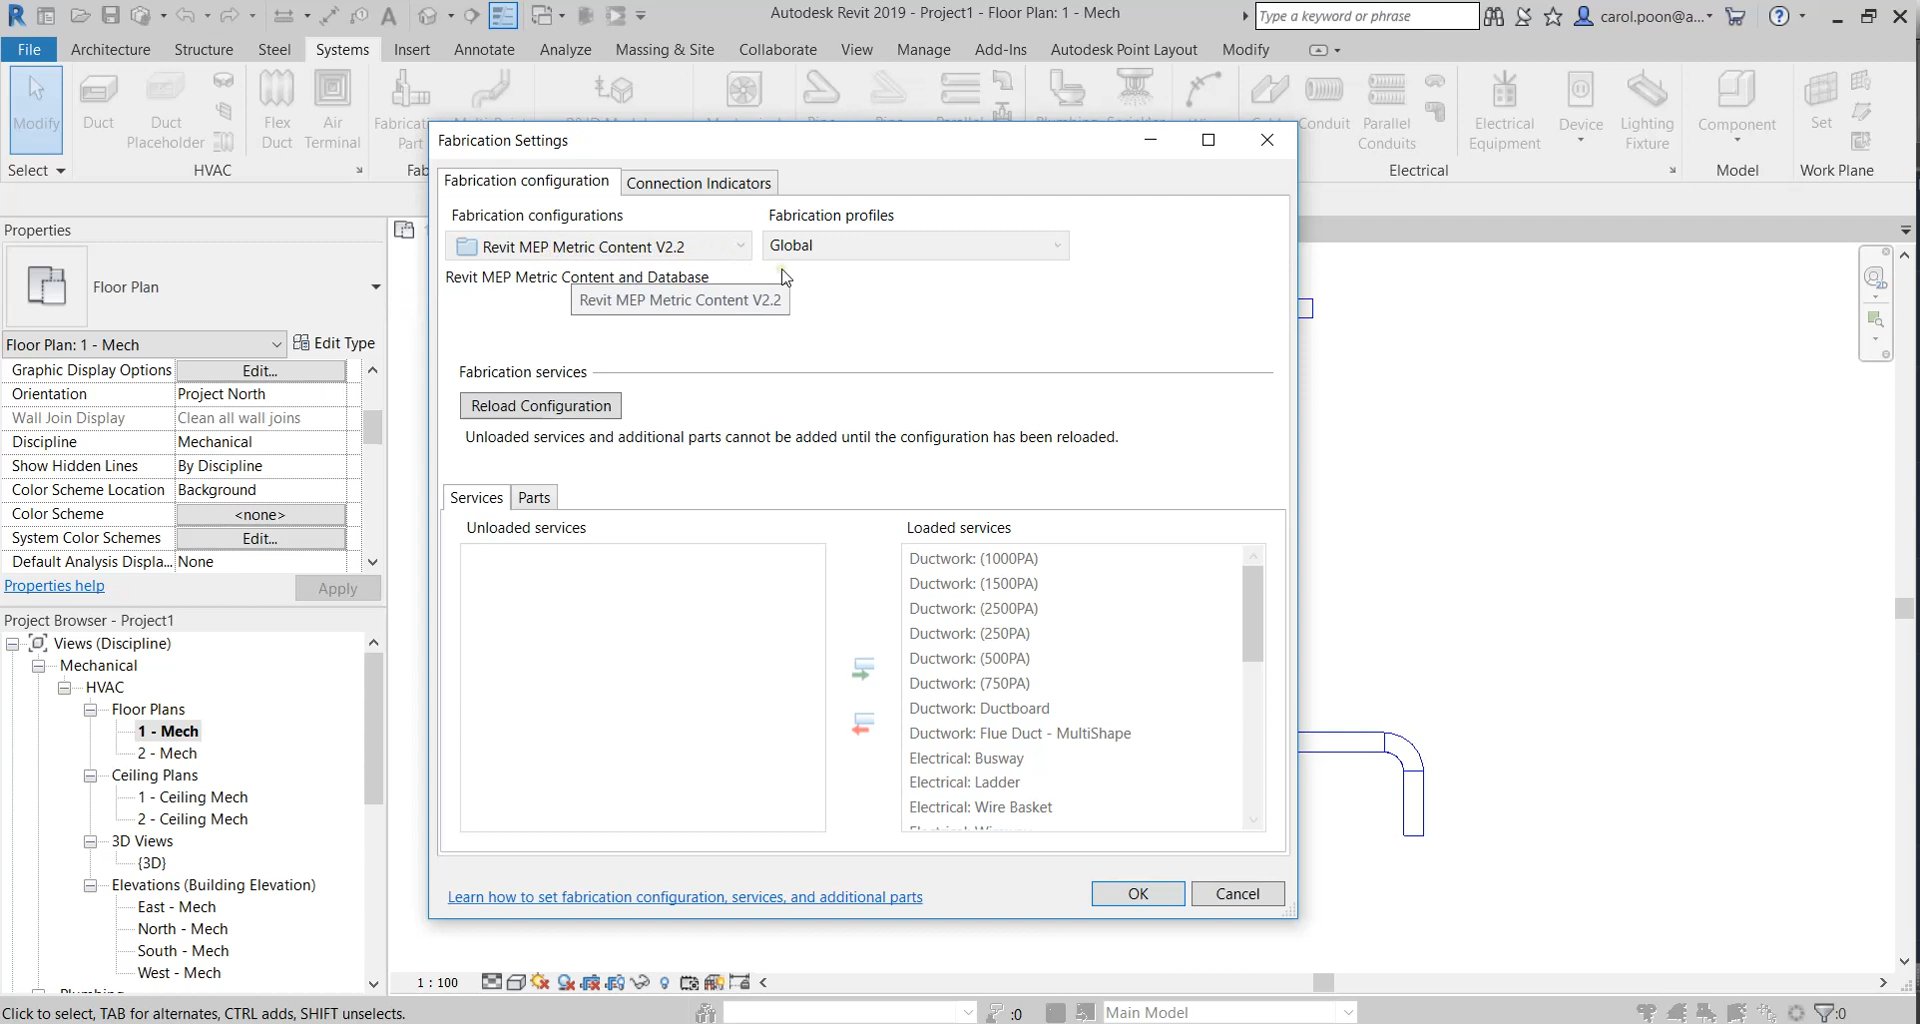 Autodesk Revit 2019 - Project1 - Floor Plan: 1 - Mech
Type a keyword or phrase
carol.poon@a...
File
Architecture
Structure
Steel
Systems
Insert
Annotate
Analyze
Massing & Site
Collaborate
View
Manage
Add-Ins
Autodesk Point Layout
Modify
Modify
Duct
Duct
Placeholder
Flex
Duct
Air
Terminal
Part
Conduit
Parallel
Conduits
Electrical
Equipment
Device
Lighting
Fixture
Component
Set
Select
HVAC
Electrical
Model
Work Plane
Properties
Floor Plan
Floor Plan: 1 - Mech
Edit Type
Graphic Display Options Edit...
Orientation Project North
Wall Join Display Clean all wall joins
Discipline Mechanical
Show Hidden Lines By Discipline
Color Scheme Location Background
Color Scheme <none>
System Color Schemes Edit...
Default Analysis Displa... None
Properties help
Apply
Project Browser - Project1
Views (Discipline)
Mechanical
HVAC
Floor Plans
1 - Mech
2 - Mech
Ceiling Plans
1 - Ceiling Mech
2 - Ceiling Mech
3D Views
{3D}
Elevations (Building Elevation)
East - Mech
North - Mech
South - Mech
West - Mech
Fabrication Settings
Fabrication configuration
Connection Indicators
Fabrication configurations
Fabrication profiles
Revit MEP Metric Content V2.2
Global
Revit MEP Metric Content and Database
Revit MEP Metric Content V2.2
Fabrication services
Reload Configuration
Unloaded services and additional parts cannot be added until the configuration has been reloaded.
Services
Parts
Unloaded services
Loaded services
Ductwork: (1000PA)
Ductwork: (1500PA)
Ductwork: (2500PA)
Ductwork: (250PA)
Ductwork: (500PA)
Ductwork: (750PA)
Ductwork: Ductboard
Ductwork: Flue Duct - MultiShape
Electrical: Busway
Electrical: Ladder
Electrical: Wire Basket
Learn how to set fabrication configuration, services, and additional parts
OK
Cancel
2D
1 : 100
Click to select, TAB for alternates, CTRL adds, SHIFT unselects.
:0
Main Model
:0